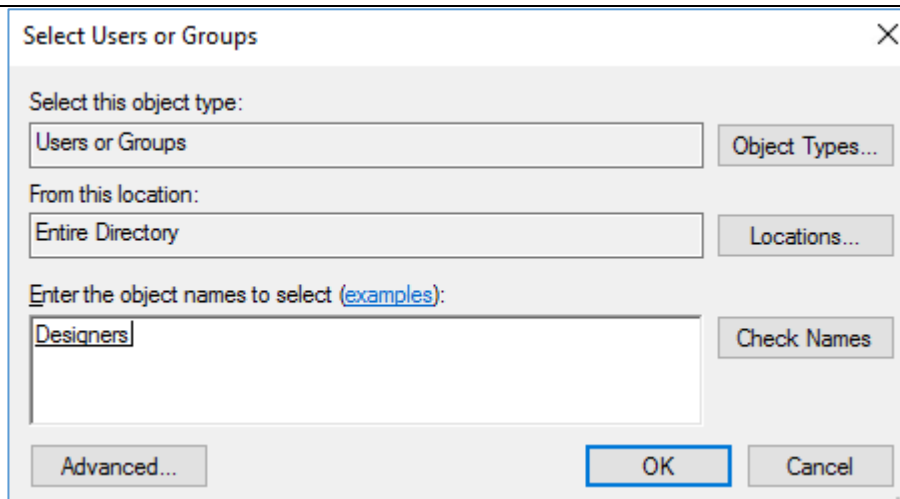 Select Users or Groups
Select this object type:
Users or Groups
Object Types...
From this location:
Entire Directory
Locations...
Enter the object names to select (examples):
Designers
Check Names
Advanced...
OK
Cancel